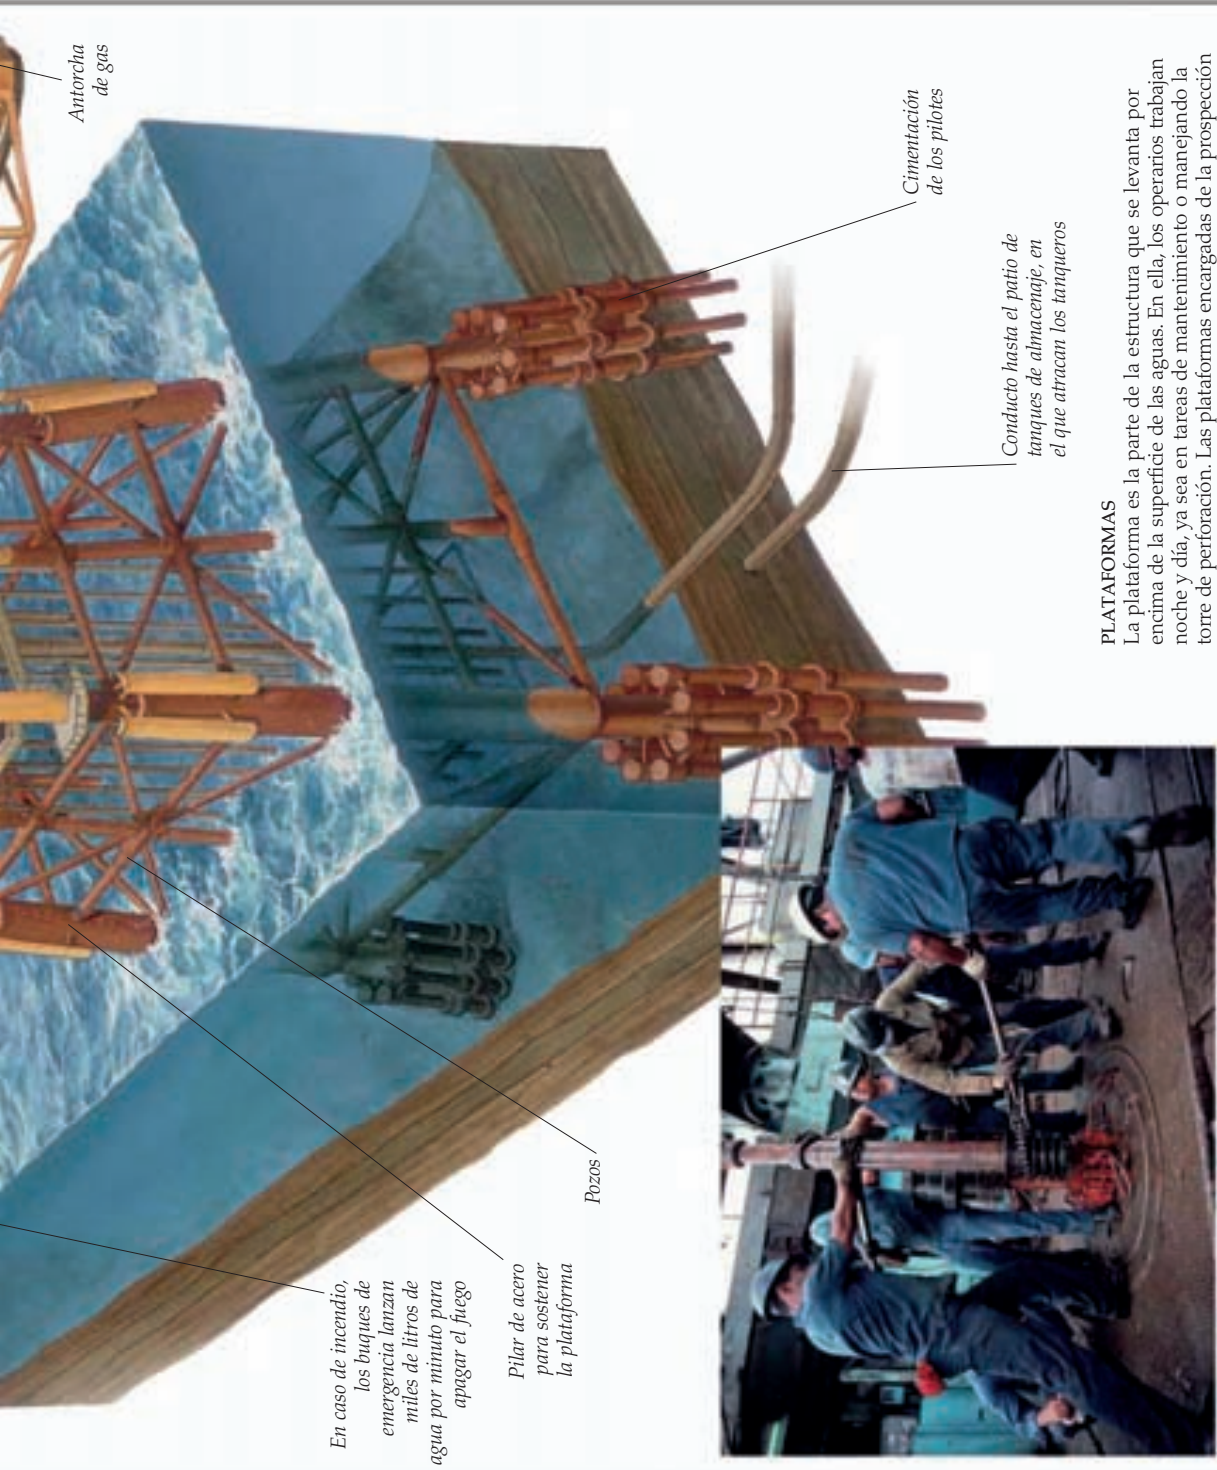 Antorcha
de gas
En caso de incendio,
los buques de
emergencia lanzan
miles de litros de
agua por minuto para
apagar el fuego
Pilar de acero
para sostener
la plataforma
Pozos
Cimentación
de los pilotes
Conducto hasta el patio de
tanques de almacenaje, en
el que atracan los tanqueros
PLATAFORMAS
La plataforma es la parte de la estructura que se levanta por
encima de la superficie de las aguas. En ella, los operarios trabajan
noche y día, ya sea en tareas de mantenimiento o manejando la
torre de perforación. Las plataformas encargadas de la prospección